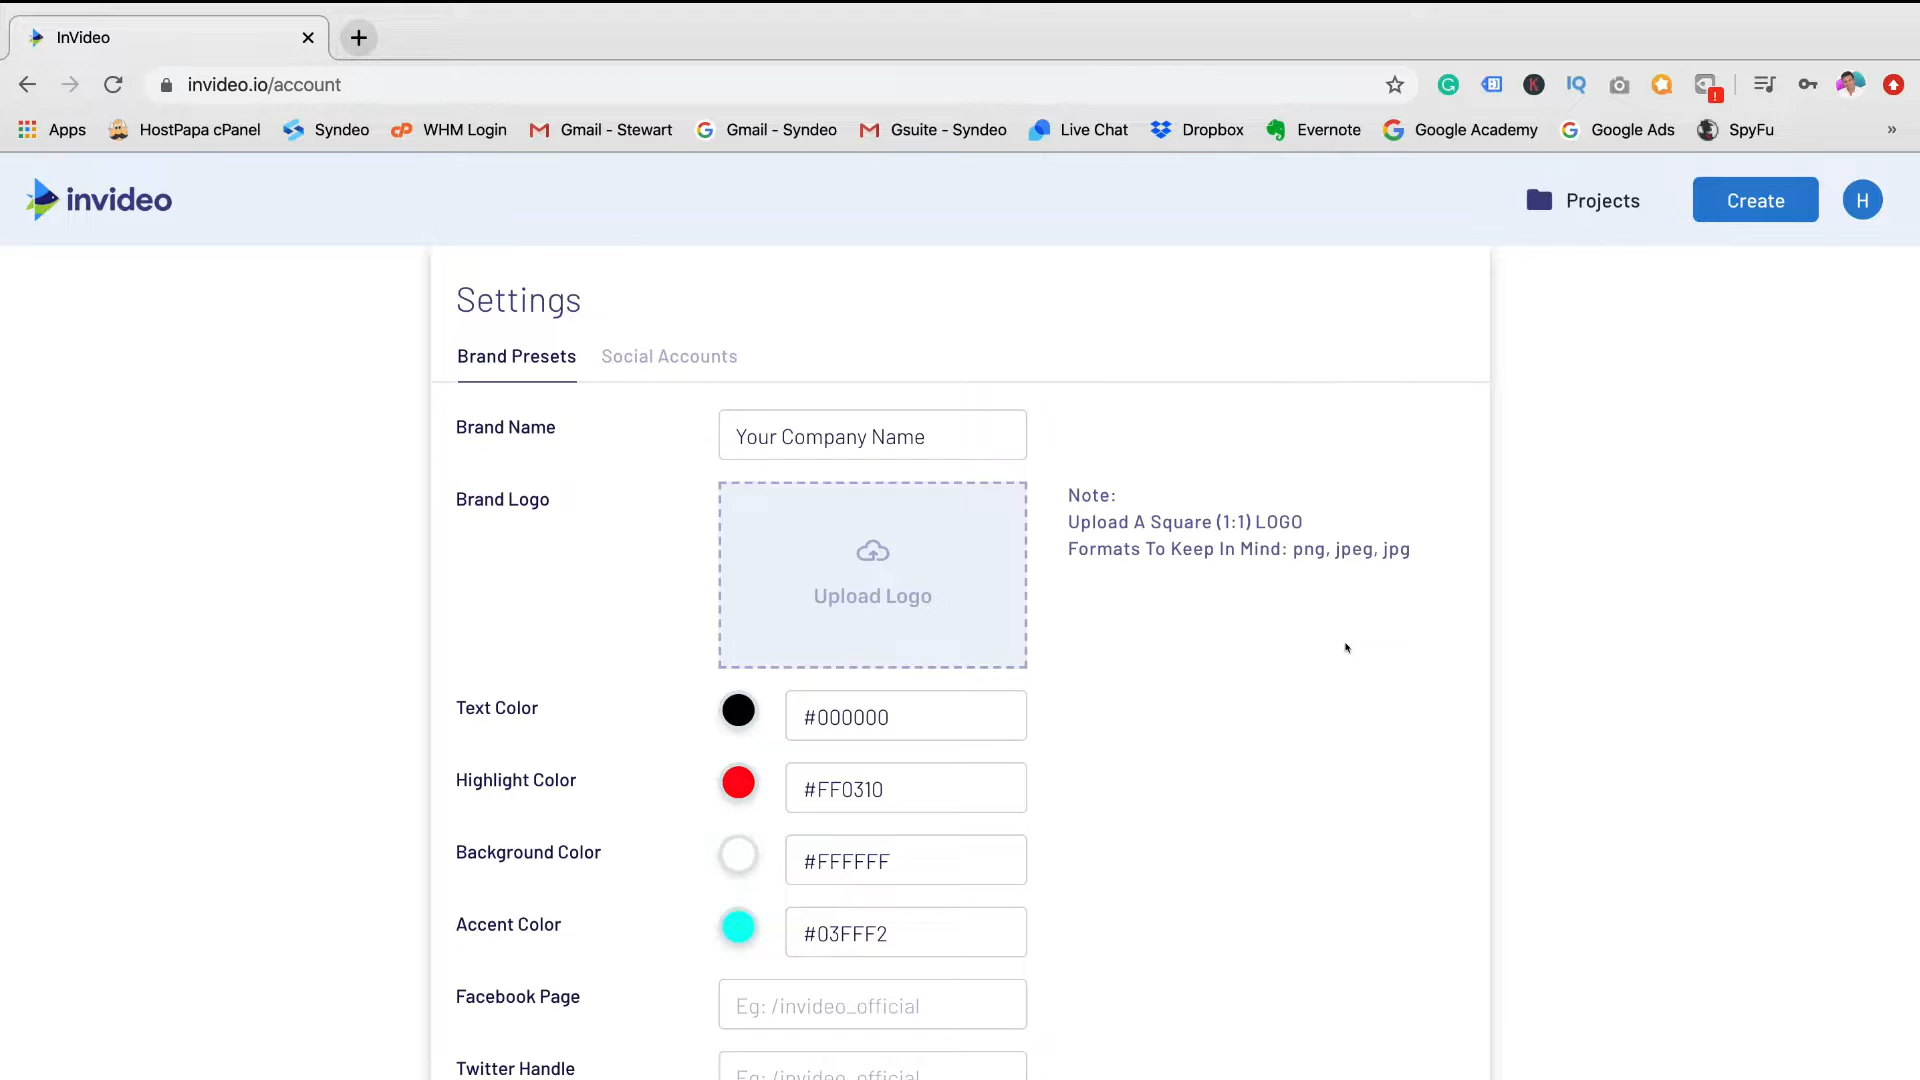 InVideo
invideo.io/account
Apps HostPapa cPanel Syndeo WHM Login Gmail - Stewart Gmail - Syndeo Gsuite - Syndeo Live Chat Dropbox Evernote Google Academy Google Ads SpyFu »
invideo Projects Create H
Settings
Brand Presets Social Accounts
Brand Name Your Company Name
Brand Logo
Upload Logo
Note:
Upload A Square (1:1) LOGO
Formats To Keep In Mind: png, jpeg, jpg
Text Color #000000
Highlight Color #FF0310
Background Color #FFFFFF
Accent Color #03FFF2
Facebook Page Eg: /invideo_official
Twitter Handle Eg: /invideo_official